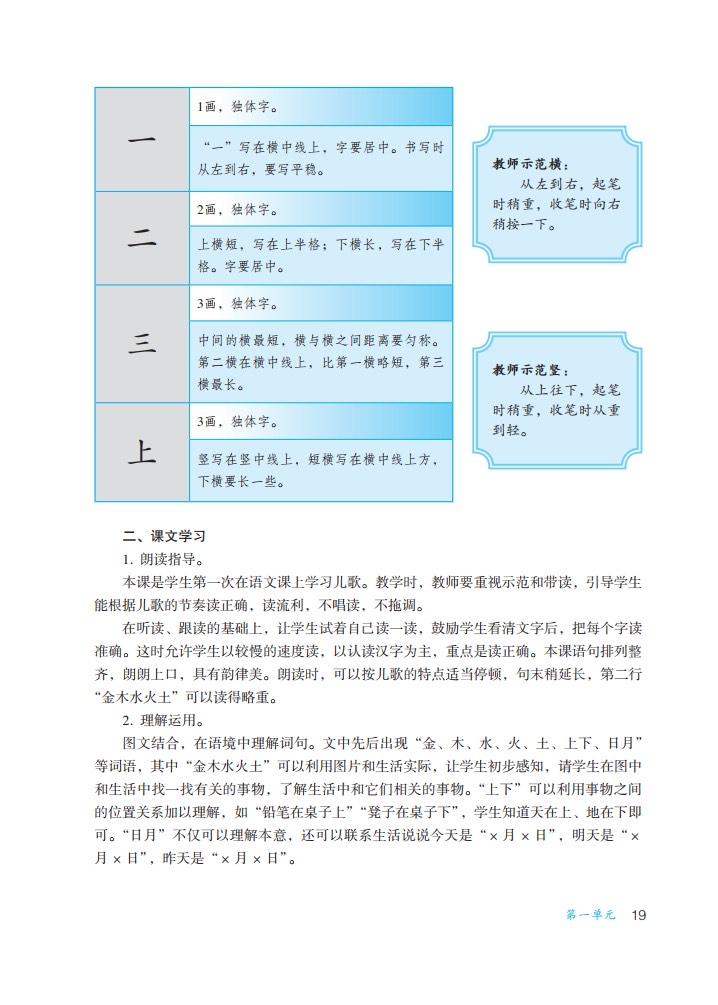 一
1画，独体字。
“一”写在横中线上，字要居中。书写时
从左到右，要写平稳。
二
2画，独体字。
上横短，写在上半格；下横长，写在下半
格。字要居中。
三
3画，独体字。
中间的横最短，横与横之间距离要匀称。
第二横在横中线上，比第一横略短，第三
横最长。
上
3画，独体字。
竖写在竖中线上，短横写在横中线上方，
下横要长一些。
教师示范横：
从左到右，起笔
时稍重，收笔时向右
稍按一下。
教师示范竖：
从上往下，起笔
时稍重，收笔时从重
到轻。
二、课文学习
1. 朗读指导。
本课是学生第一次在语文课上学习儿歌。教学时，教师要重视示范和带读，引导学生
能根据儿歌的节奏读正确，读流利，不唱读，不拖调。
在听读、跟读的基础上，让学生试着自己读一读，鼓励学生看清文字后，把每个字读
准确。这时允许学生以较慢的速度读，以认读汉字为主，重点是读正确。本课语句排列整
齐，朗朗上口，具有韵律美。朗读时，可以按儿歌的特点适当停顿，句末稍延长，第二行
“金木水火土”可以读得略重。
2. 理解运用。
图文结合，在语境中理解词句。文中先后出现“金、木、水、火、土、上下、日月”
等词语，其中“金木水火土”可以利用图片和生活实际，让学生初步感知，请学生在图中
和生活中找一找有关的事物，了解生活中和它们相关的事物。“上下”可以利用事物之间
的位置关系加以理解，如“铅笔在桌子上”“凳子在桌子下”，学生知道天在上、地在下即
可。“日月”不仅可以理解本意，还可以联系生活说说今天是“×月×日”，明天是“×
月×日”，昨天是“×月×日”。
第一单元 19